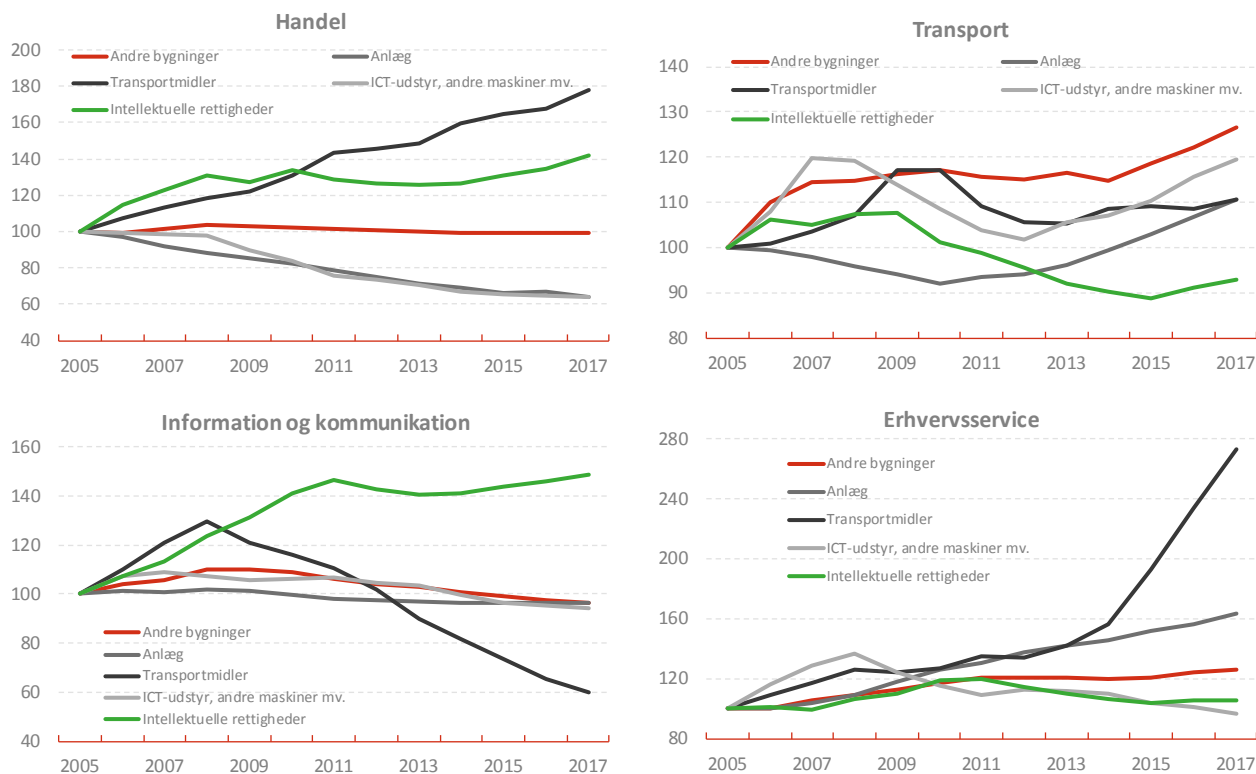 Handel
200
180
160
140
120
100
80
60
40
Andre bygninger
Anlæg
Transportmidler
ICT-udstyr, andre maskiner mv.
Intellektuelle rettigheder
2005 2007 2009 2011 2013 2015 2017
Transport
140
130
120
110
100
90
80
Andre bygninger
Anlæg
Transportmidler
ICT-udstyr, andre maskiner mv.
Intellektuelle rettigheder
2005 2007 2009 2011 2013 2015 2017
Information og kommunikation
160
140
120
100
80
60
40
Andre bygninger
Anlæg
Transportmidler
ICT-udstyr, andre maskiner mv.
Intellektuelle rettigheder
2005 2007 2009 2011 2013 2015 2017
Erhvervsservice
280
240
200
160
120
80
Andre bygninger
Anlæg
Transportmidler
ICT-udstyr, andre maskiner mv.
Intellektuelle rettigheder
2005 2007 2009 2011 2013 2015 2017